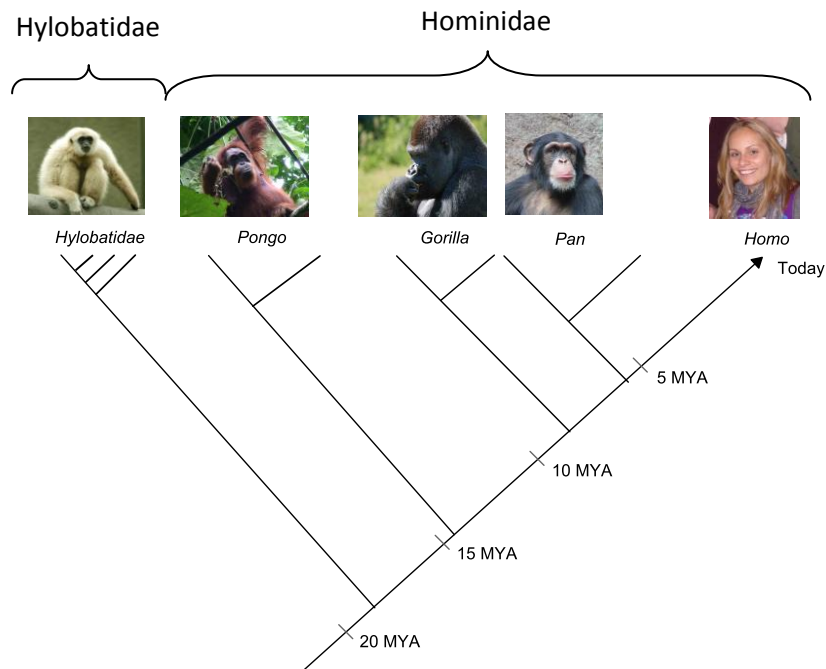 Hylobatidae
Hominidae
Hylobatidae
Pongo
Gorilla
Pan
Homo
Today
5 MYA
10 MYA
15 MYA
20 MYA